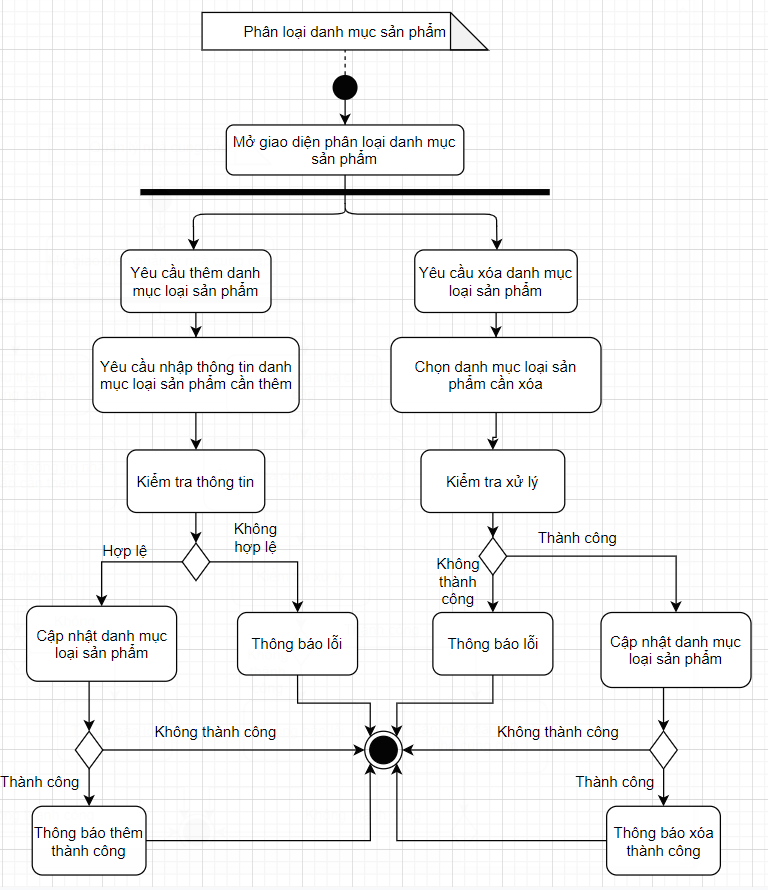 Phân loại danh mục sản phẩm
Mở giao diện phân loại danh mục
sản phẩm
Yêu cầu thêm danh
mục loại sản phẩm
Yêu cầu xóa danh mục
loại sản phẩm
Yêu cầu nhập thông tin danh
mục loại sản phẩm cần thêm
Chọn danh mục loại sản
phẩm cần xóa
Kiểm tra thông tin
Kiểm tra xử lý
Hợp lệ
Không
hợp lệ
Không
thành
công
Thành công
Cập nhật danh mục
loại sản phẩm
Thông báo lỗi
Thông báo lỗi
Cập nhật danh mục
loại sản phẩm
Không thành công
Không thành công
Thành công
Thành công
Thông báo thêm
thành công
Thông báo xóa
thành công